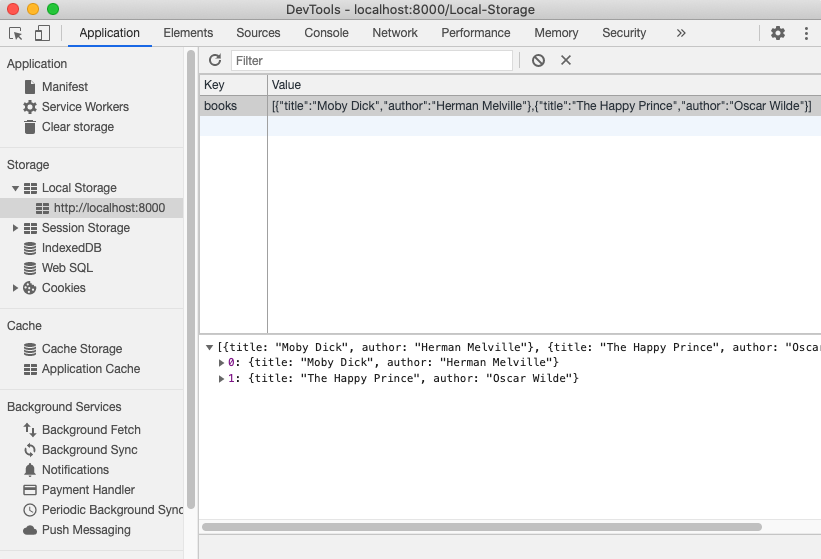 DevTools - localhost:8000/Local-Storage
Application Elements Sources Console Network Performance Memory Security »
Application
Manifest
Service Workers
Clear storage
Storage
Local Storage
http://localhost:8000
Session Storage
IndexedDB
Web SQL
Cookies
Cache
Cache Storage
Application Cache
Background Services
Background Fetch
Background Sync
Notifications
Payment Handler
Periodic Background Sync
Push Messaging
Filter
Key Value
books [{"title":"Moby Dick","author":"Herman Melville"},{"title":"The Happy Prince","author":"Oscar Wilde"}]
[{title: "Moby Dick", author: "Herman Melville"}, {title: "The Happy Prince", author: "Osca
0: {title: "Moby Dick", author: "Herman Melville"}
1: {title: "The Happy Prince", author: "Oscar Wilde"}